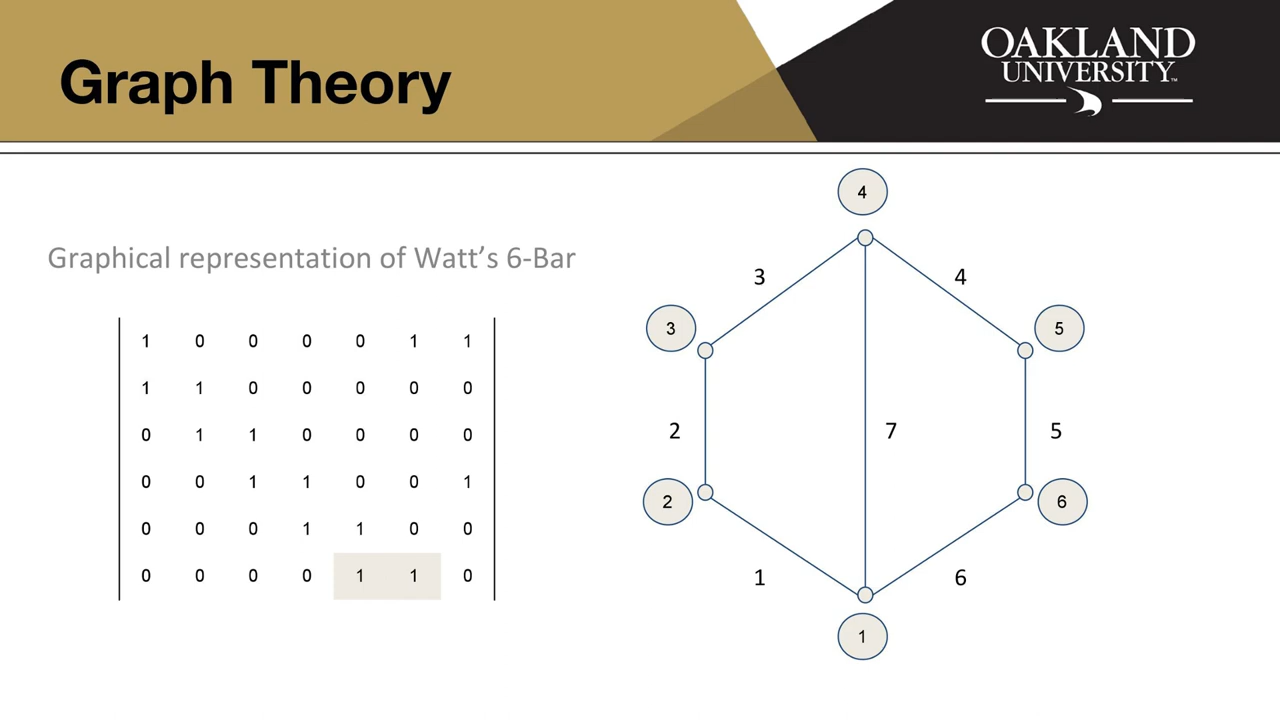 Graph Theory
OAKLAND
UNIVERSITY™
Graphical representation of Watt's 6-Bar
1 0 0 0 0 1 1
1 1 0 0 0 0 0
0 1 1 0 0 0 0
0 0 1 1 0 0 1
0 0 0 1 1 0 0
0 0 0 0 1 1 0
4
3 4
3 5
2 7 5
2 6
1 6
1